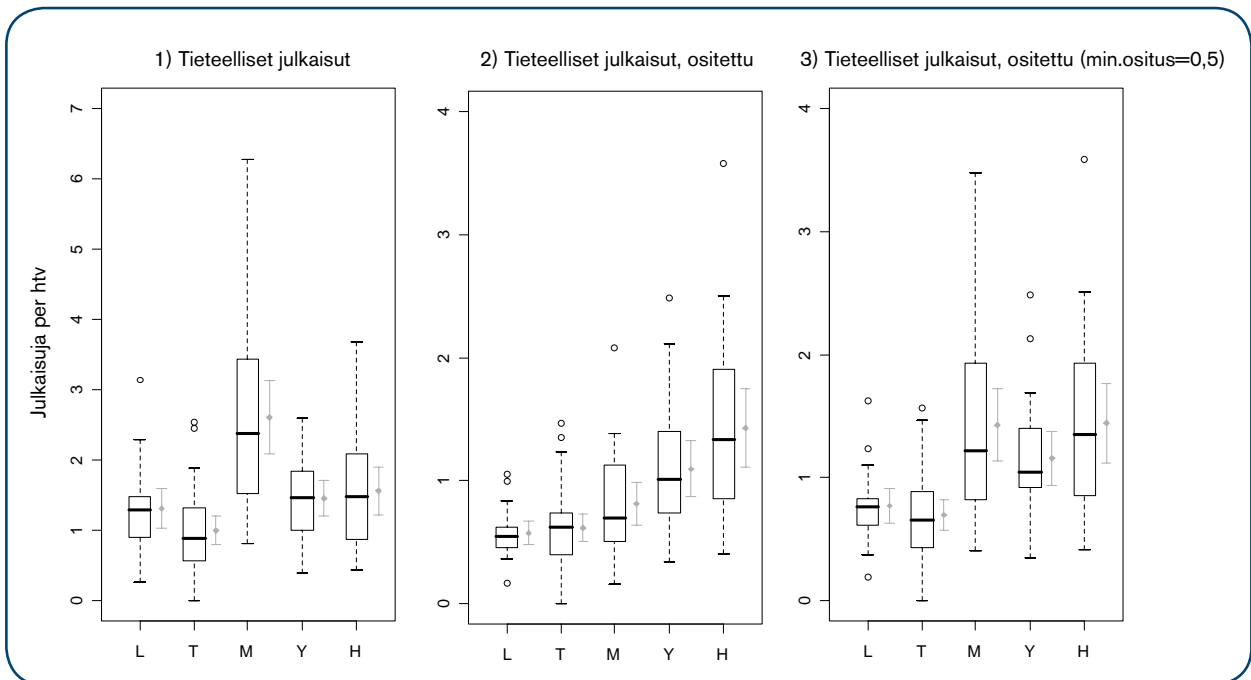 1) Tieteelliset julkaisut
2) Tieteelliset julkaisut, ositettu
3) Tieteelliset julkaisut, ositettu (min.ositus=0,5)
Julkaisuja per htv
7
6
5
4
3
2
1
0
L T M Y H
4
3
2
1
0
L T M Y H
4
3
2
1
0
L T M Y H